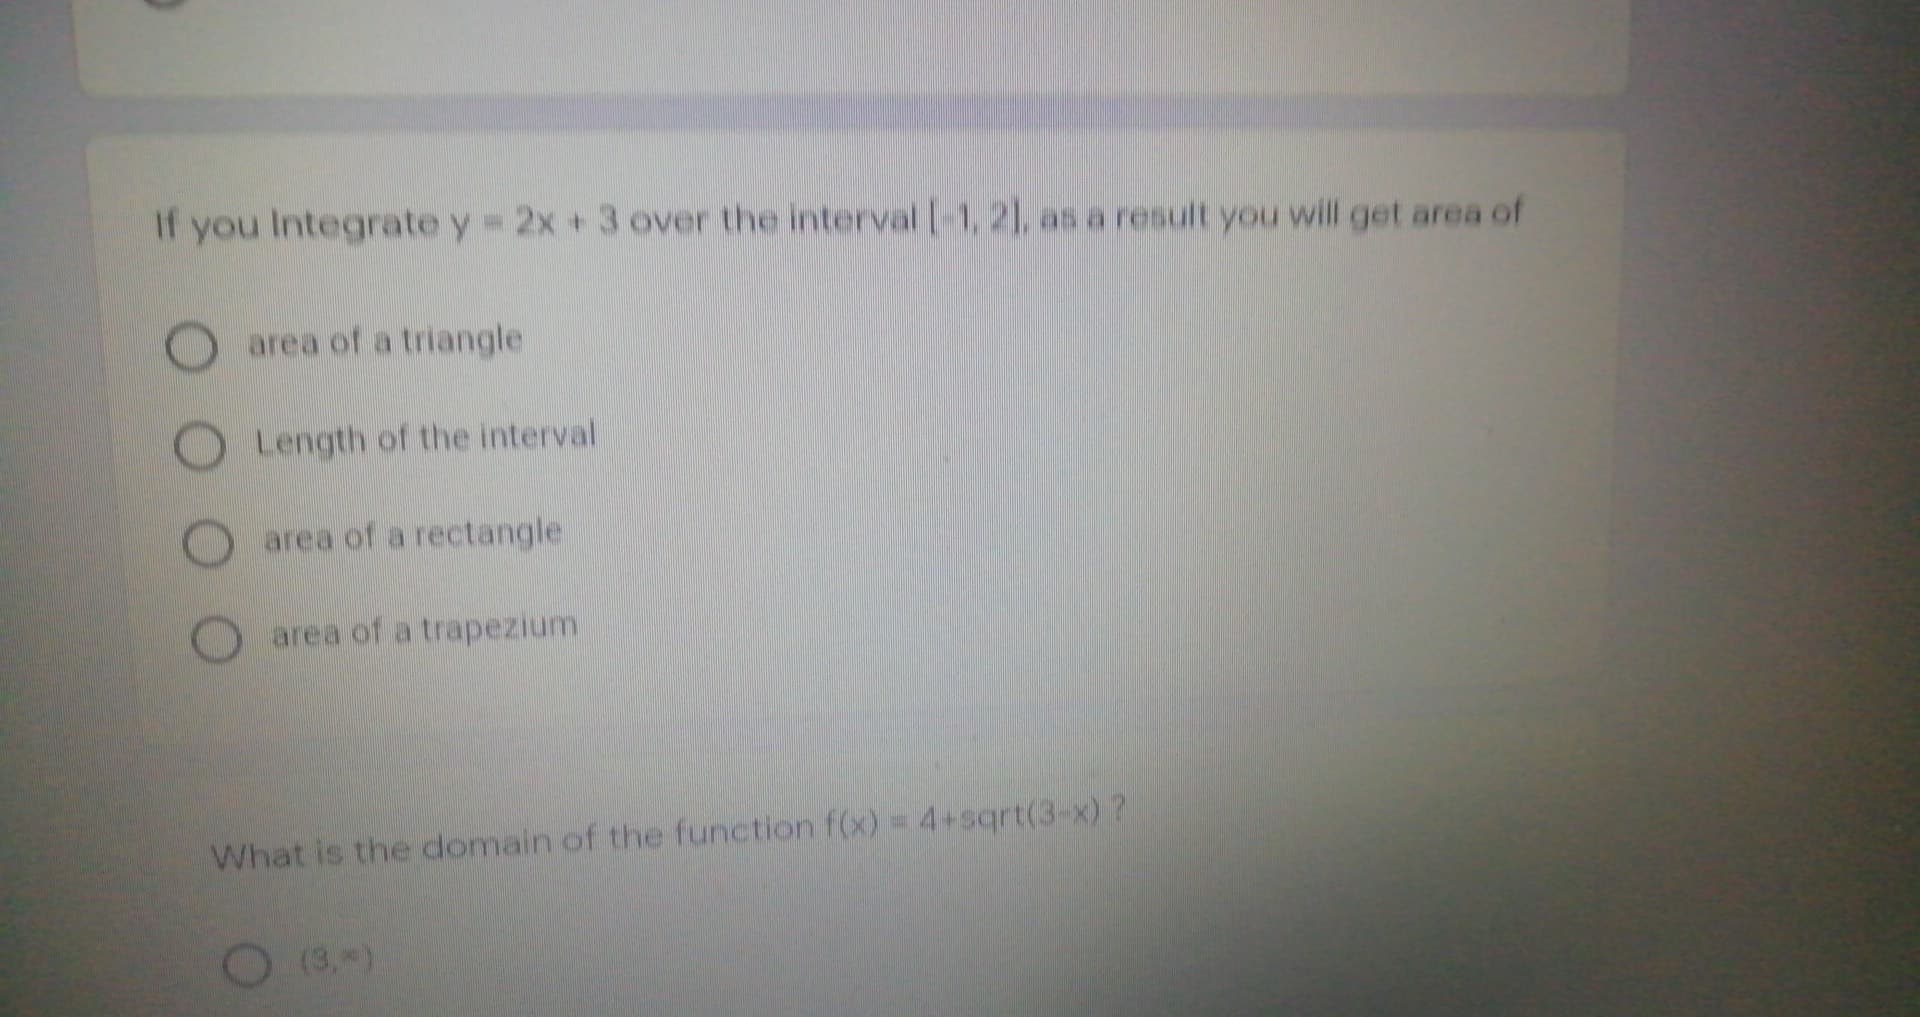 If you Integrate y = 2x + 3 over the interval [-1, 2], as a result you will get area of
area of a triangle
Length of the interval
area of a rectangle
area of a trapezium
What is the domain of the function f(x) = 4+sqrt(3-x) ?
(3,∞)